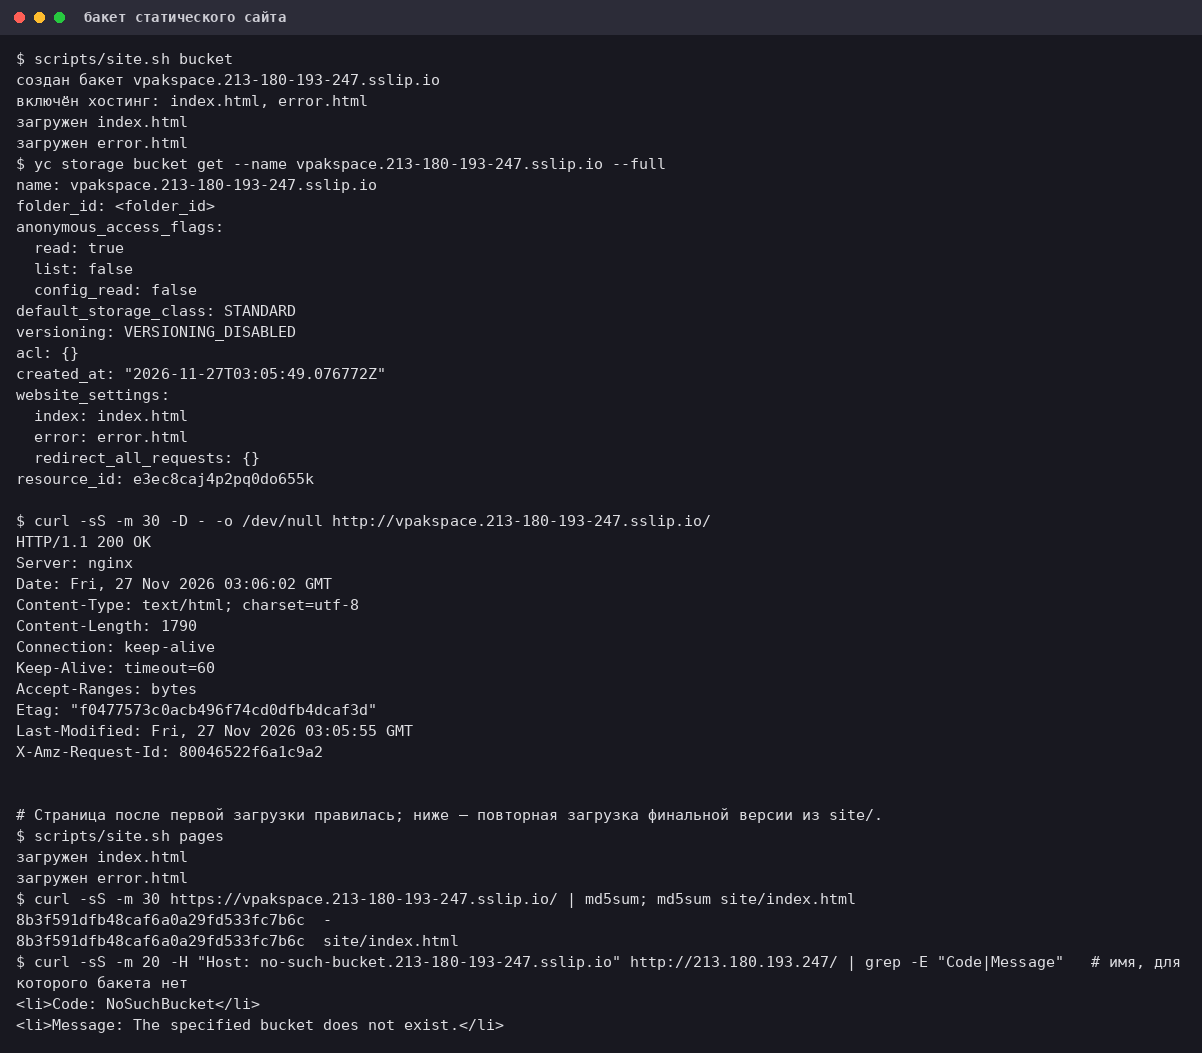 бакет статического сайта
$ scripts/site.sh bucket
создан бакет vpakspace.213-180-193-247.sslip.io
включён хостинг: index.html, error.html
загружен index.html
загружен error.html
$ yc storage bucket get --name vpakspace.213-180-193-247.sslip.io --full
name: vpakspace.213-180-193-247.sslip.io
folder_id: <folder_id>
anonymous_access_flags:
  read: true
  list: false
  config_read: false
default_storage_class: STANDARD
versioning: VERSIONING_DISABLED
acl: {}
created_at: "2026-11-27T03:05:49.076772Z"
website_settings:
  index: index.html
  error: error.html
  redirect_all_requests: {}
resource_id: e3ec8caj4p2pq0do655k
$ curl -sS -m 30 -D - -o /dev/null http://vpakspace.213-180-193-247.sslip.io/
HTTP/1.1 200 OK
Server: nginx
Date: Fri, 27 Nov 2026 03:06:02 GMT
Content-Type: text/html; charset=utf-8
Content-Length: 1790
Connection: keep-alive
Keep-Alive: timeout=60
Accept-Ranges: bytes
Etag: "f0477573c0acb496f74cd0dfb4dcaf3d"
Last-Modified: Fri, 27 Nov 2026 03:05:55 GMT
X-Amz-Request-Id: 80046522f6a1c9a2
# Страница после первой загрузки правилась; ниже — повторная загрузка финальной версии из site/.
$ scripts/site.sh pages
загружен index.html
загружен error.html
$ curl -sS -m 30 https://vpakspace.213-180-193-247.sslip.io/ | md5sum; md5sum site/index.html
8b3f591dfb48caf6a0a29fd533fc7b6c  -
8b3f591dfb48caf6a0a29fd533fc7b6c  site/index.html
$ curl -sS -m 20 -H "Host: no-such-bucket.213-180-193-247.sslip.io" http://213.180.193.247/ | grep -E "Code|Message"   # имя, для
которого бакета нет
<li>Code: NoSuchBucket</li>
<li>Message: The specified bucket does not exist.</li>